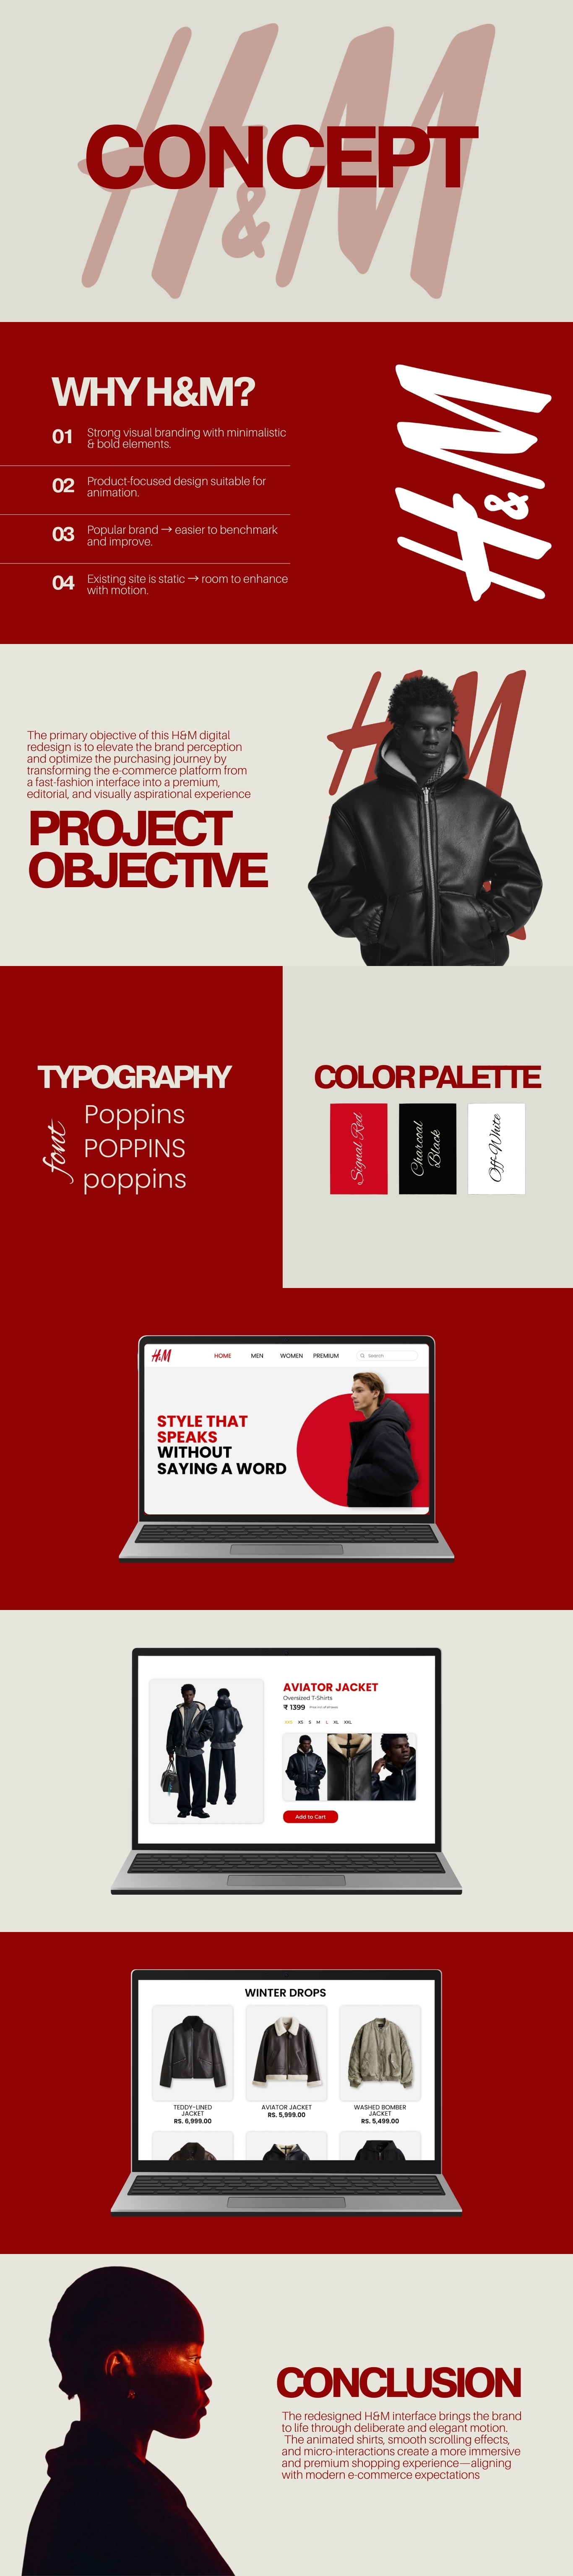 H&M
CONCEPT
WHY H&M?
01
Strong visual branding with minimalistic
& bold elements.
02
Product-focused design suitable for
animation.
03
Popular brand → easier to benchmark
and improve.
04
Existing site is static → room to enhance
with motion.
H&M
The primary objective of this H&M digital
redesign is to elevate the brand perception
and optimize the purchasing journey by
transforming the e-commerce platform from
a fast-fashion interface into a premium,
editorial, and visually aspirational experience
PROJECT
OBJECTIVE
TYPOGRAPHY
font
Poppins
POPPINS
poppins
COLOR PALETTE
Signal Red
Charcoal
Black
Off-White
H&M
HOME MEN WOMEN PREMIUM Search
STYLE THAT
SPEAKS
WITHOUT
SAYING A WORD
AVIATOR JACKET
Oversized T-Shirts
₹ 1399
XXS XS S M L XL XXL
Add to Cart
WINTER DROPS
TEDDY-LINED
JACKET
RS. 6,999.00
AVIATOR JACKET
RS. 5,999.00
WASHED BOMBER
JACKET
RS. 5,499.00
CONCLUSION
The redesigned H&M interface brings the brand
to life through deliberate and elegant motion.
The animated shirts, smooth scrolling effects,
and micro-interactions create a more immersive
and premium shopping experience—aligning
with modern e-commerce expectations